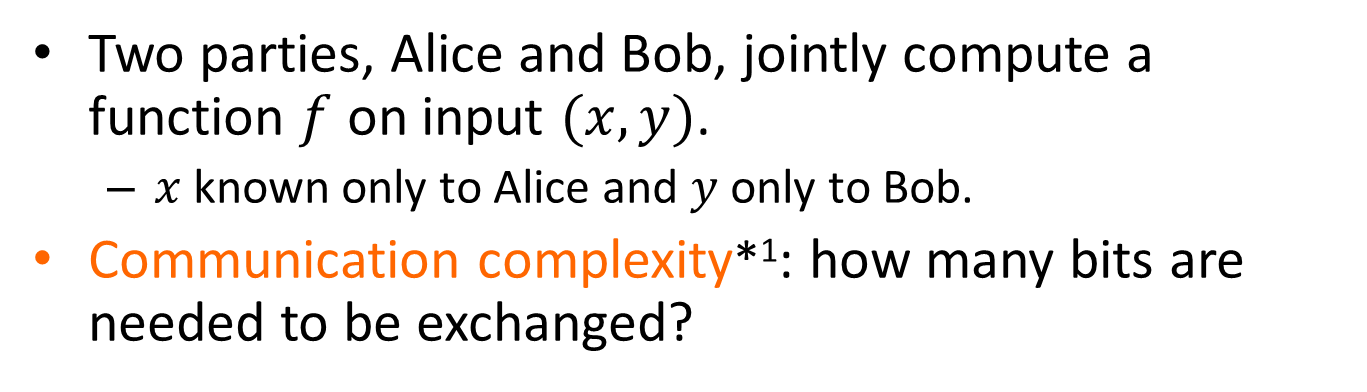 • Two parties, Alice and Bob, jointly compute a
function f on input (x, y).
– x known only to Alice and y only to Bob.
• Communication complexity*¹: how many bits are
needed to be exchanged?